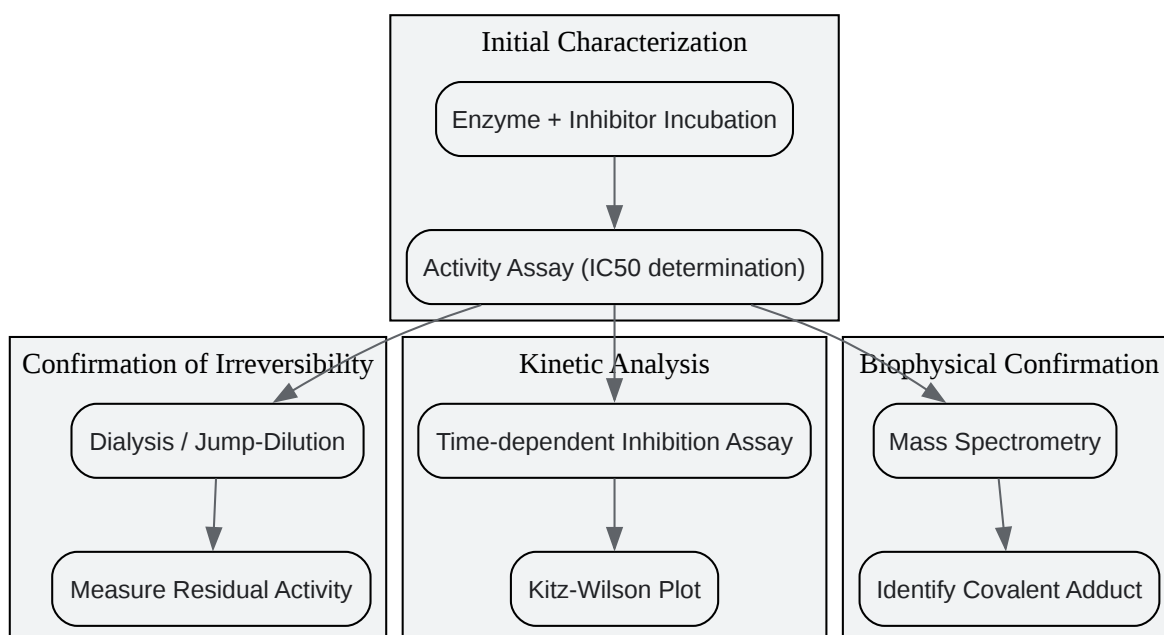 Initial Characterization
Enzyme + Inhibitor Incubation
Activity Assay (IC50 determination)
Confirmation of Irreversibility
Dialysis / Jump-Dilution
Measure Residual Activity
Kinetic Analysis
Time-dependent Inhibition Assay
Kitz-Wilson Plot
Biophysical Confirmation
Mass Spectrometry
Identify Covalent Adduct